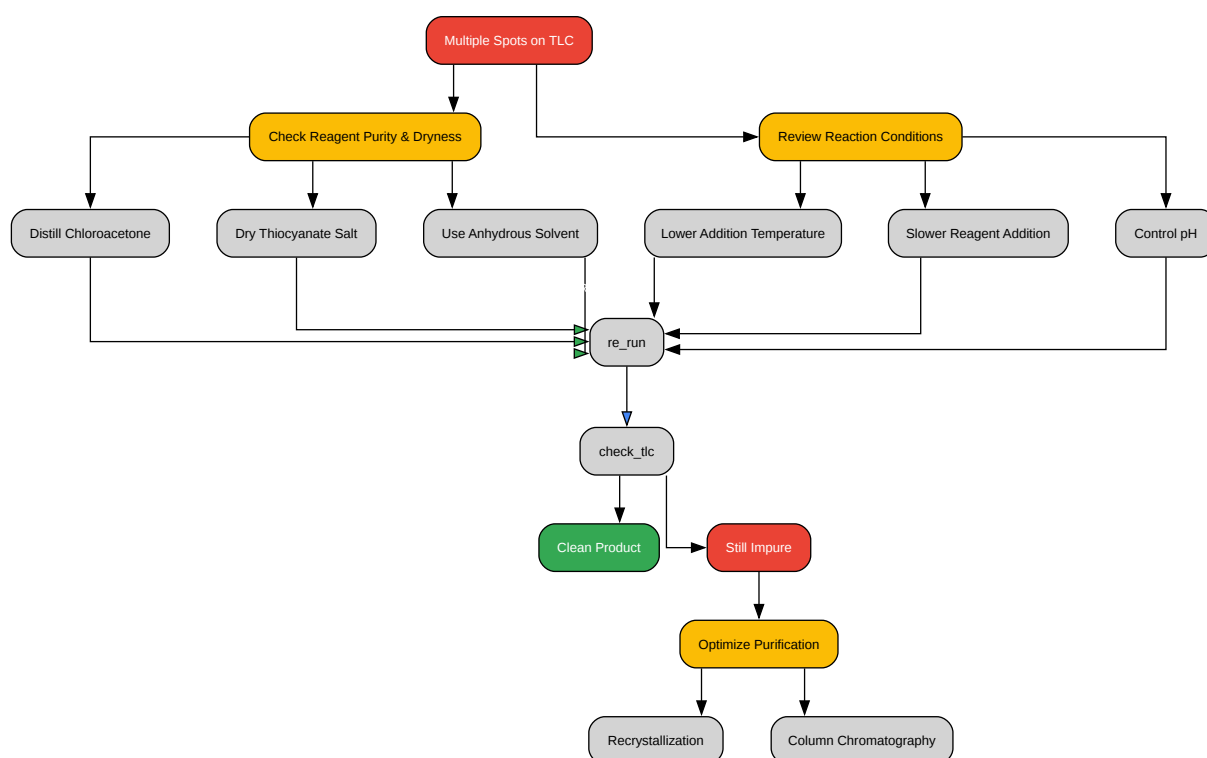 Multiple Spots on TLC
Check Reagent Purity & Dryness
Review Reaction Conditions
Distill Chloroacetone
Dry Thiocyanate Salt
Use Anhydrous Solvent
Lower Addition Temperature
Slower Reagent Addition
Control pH
re_run
check_tlc
Clean Product
Still Impure
Optimize Purification
Recrystallization
Column Chromatography